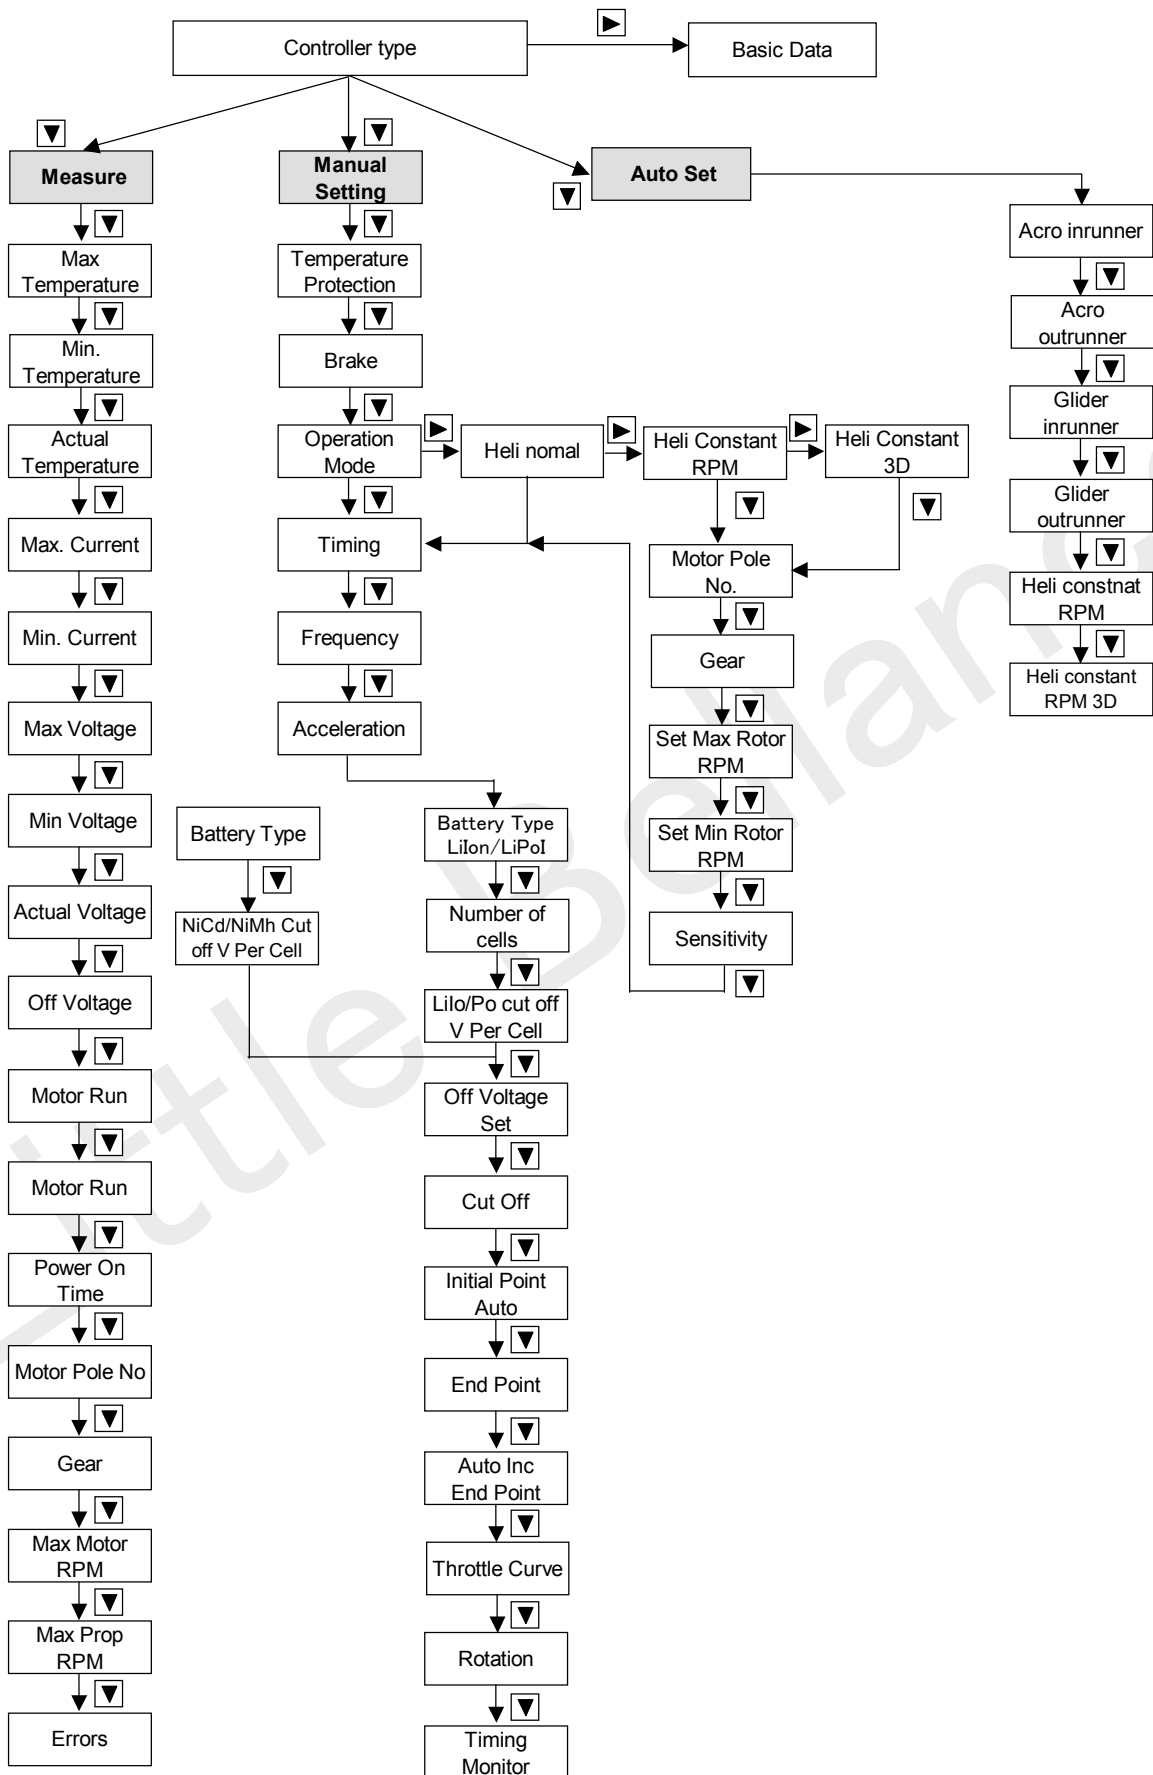 Controller type
Basic Data
Measure
Max
Temperature
Min.
Temperature
Actual
Temperature
Max. Current
Min. Current
Max Voltage
Min Voltage
Actual Voltage
Off Voltage
Motor Run
Motor Run
Power On
Time
Motor Pole No
Gear
Max Motor
RPM
Max Prop
RPM
Errors
Manual
Setting
Temperature
Protection
Brake
Operation
Mode
Timing
Frequency
Acceleration
Heli nomal
Heli Constant
RPM
Heli Constant
3D
Motor Pole
No.
Gear
Set Max Rotor
RPM
Set Min Rotor
RPM
Sensitivity
Battery Type
NiCd/NiMh Cut
off V Per Cell
Battery Type
LiIon/LiPoI
Number of
cells
LiIo/Po cut off
V Per Cell
Off Voltage
Set
Cut Off
Initial Point
Auto
End Point
Auto Inc
End Point
Throttle Curve
Rotation
Timing
Monitor
Auto Set
Acro inrunner
Acro
outrunner
Glider
inrunner
Glider
outrunner
Heli constnat
RPM
Heli constant
RPM 3D
Little Bellanca